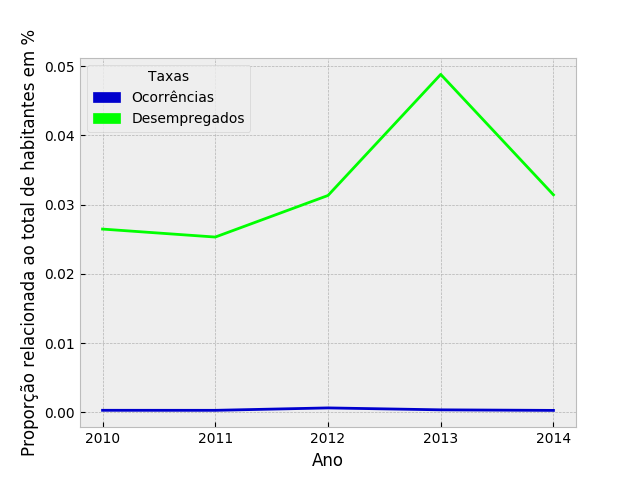 Proporção relacionada ao total de habitantes em %
0.05
0.04
0.03
0.02
0.01
0.00
Taxas
Ocorrências
Desempregados
2010 2011 2012 2013 2014
Ano